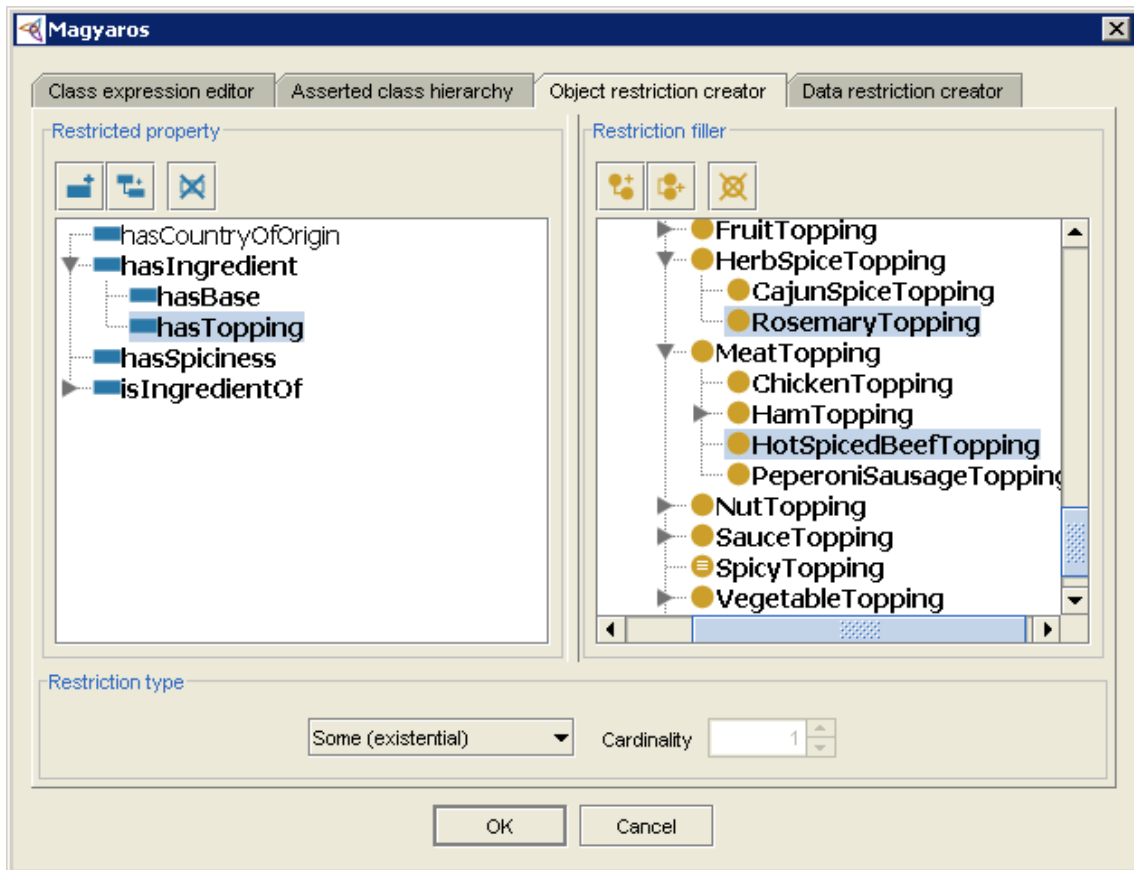 Magyaros
Class expression editor
Asserted class hierarchy
Object restriction creator
Data restriction creator
Restricted property
hasCountryOfOrigin
hasIngredient
hasBase
hasTopping
hasSpiciness
isIngredientOf
Restriction filler
FruitTopping
HerbSpiceTopping
CajunSpiceTopping
RosemaryTopping
MeatTopping
ChickenTopping
HamTopping
HotSpicedBeefTopping
PeperoniSausageTopping
NutTopping
SauceTopping
SpicyTopping
VegetableTopping
Restriction type
Some (existential)
Cardinality
1
OK
Cancel